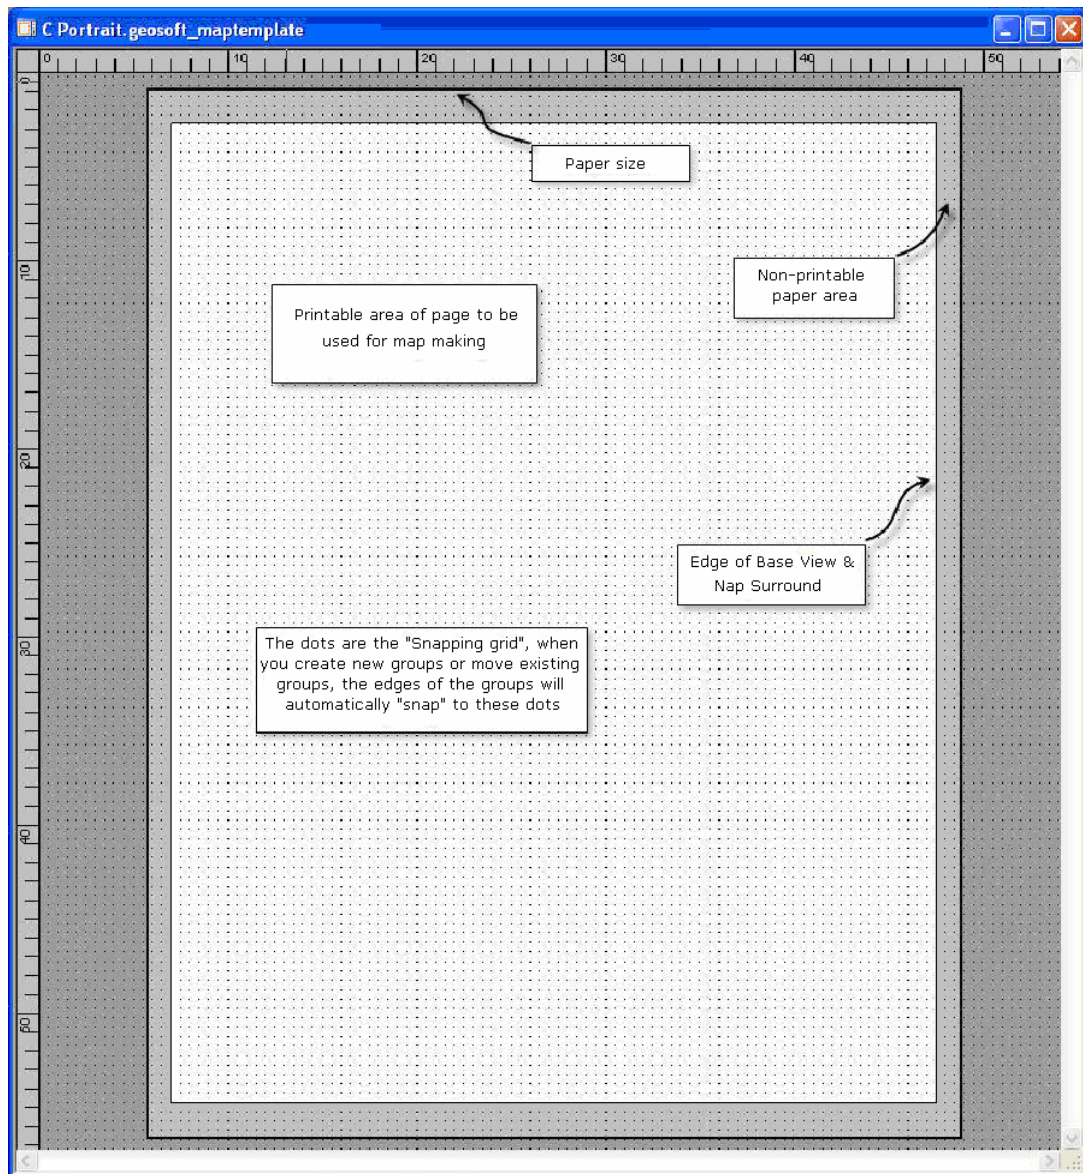 C Portrait.geosoft_maptemplate
0 10 20 30 40 50
0
10
20
30
40
50
Paper size
Non-printable
paper area
Printable area of page to be
used for map making
Edge of Base View &
Nap Surround
The dots are the "Snapping grid", when
you create new groups or move existing
groups, the edges of the groups will
automatically "snap" to these dots